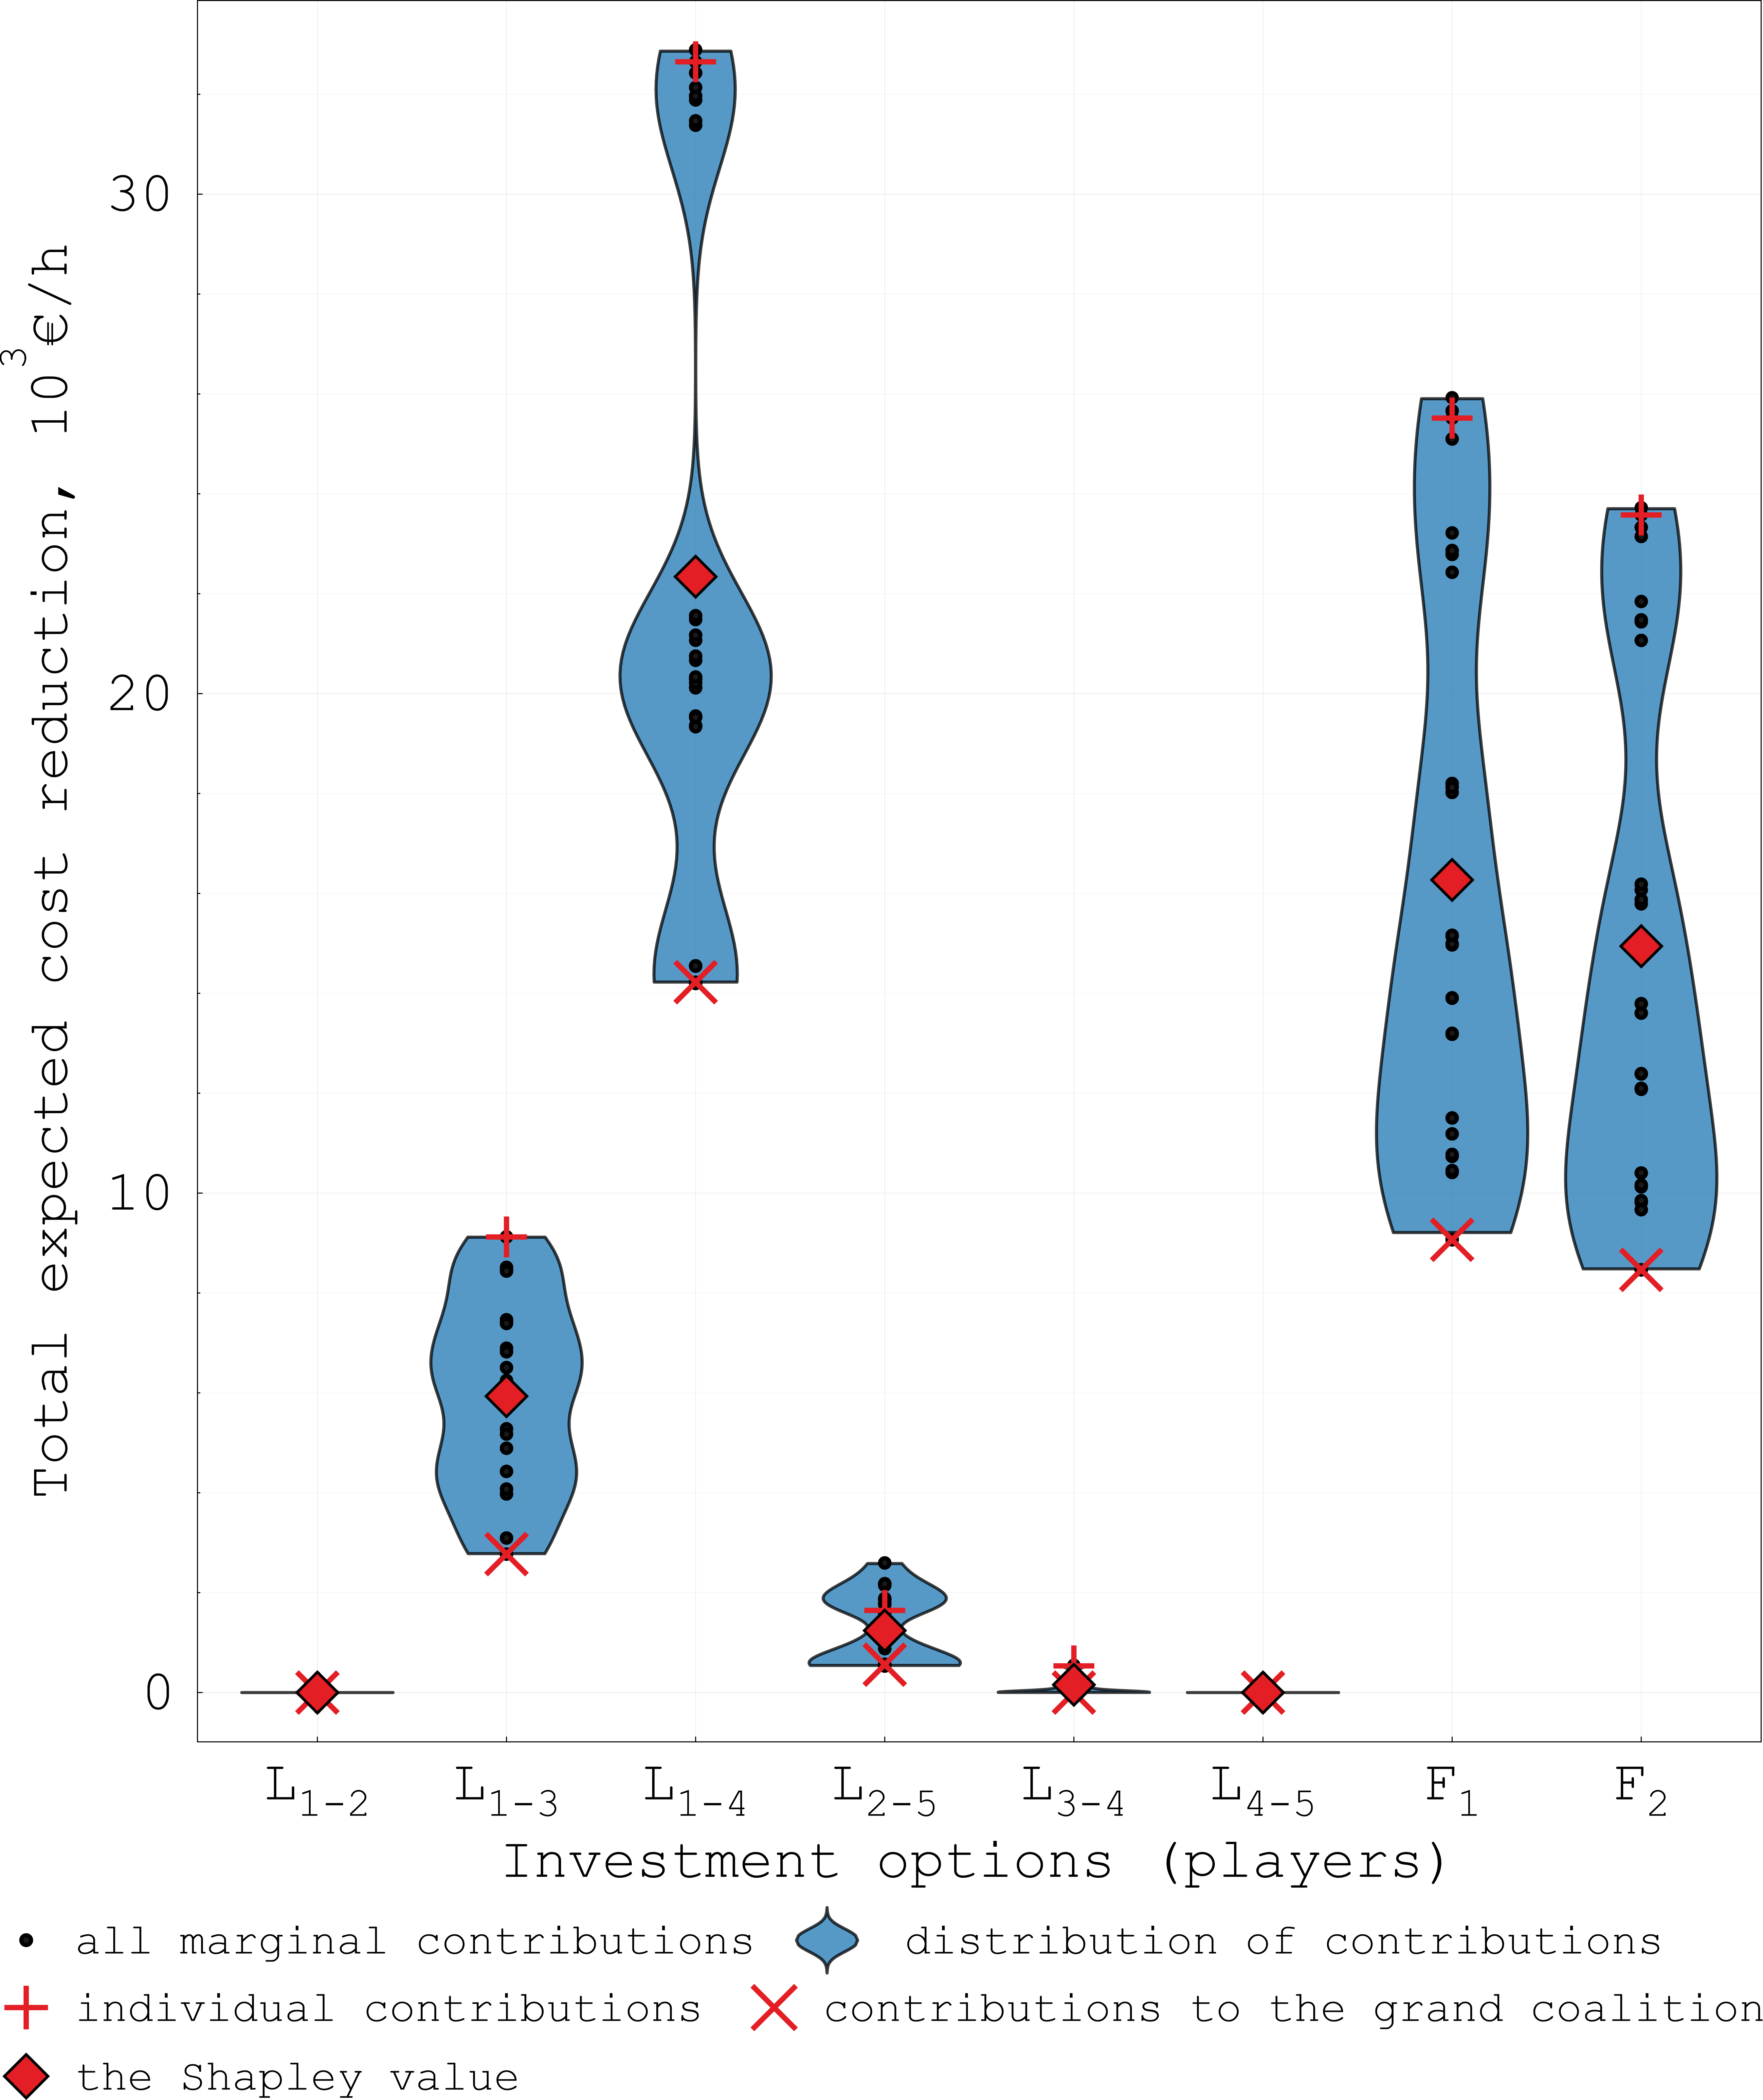 Total expected cost reduction, 10³€/h
30
20
10
0
L₁₋₂ L₁₋₃ L₁₋₄ L₂₋₅ L₃₋₄ L₄₋₅ F₁ F₂
Investment options (players)
all marginal contributions distribution of contributions
individual contributions contributions to the grand coalition
the Shapley value